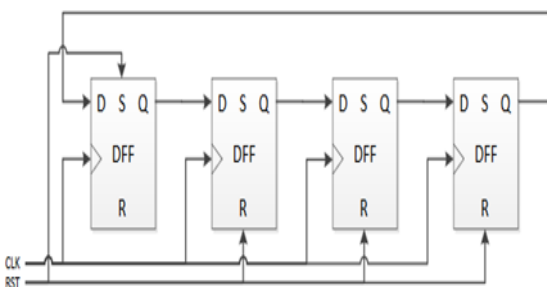 D S Q D S Q D S Q D S Q
DFF DFF DFF DFF
R R R R
CLK
RST